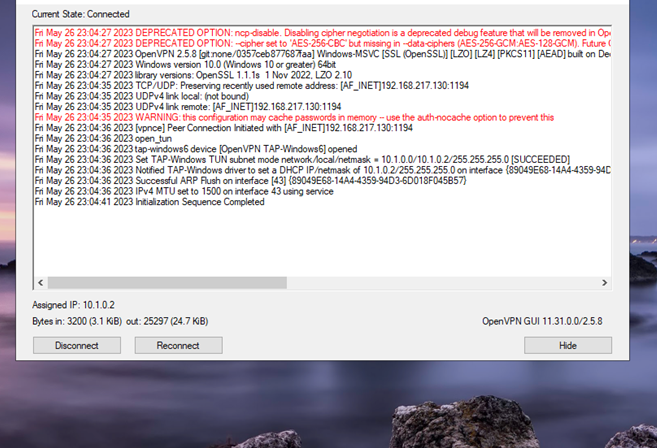 Current State: Connected
Fri May 26 23:04:27 2023 DEPRECATED OPTION: ncp-disable. Disabling cipher negotiation is a deprecated debug feature that will be removed in Op
Fri May 26 23:04:27 2023 DEPRECATED OPTION: --cipher set to 'AES-256-CBC' but missing in --data-ciphers (AES-256-GCM:AES-128-GCM). Future O
Fri May 26 23:04:27 2023 OpenVPN 2.5.8 [git:none/0357ceb877687faa] Windows-MSVC [SSL (OpenSSL)] [LZO] [LZ4] [PKCS11] [AEAD] built on Dec
Fri May 26 23:04:27 2023 Windows version 10.0 (Windows 10 or greater) 64bit
Fri May 26 23:04:27 2023 library versions: OpenSSL 1.1.1s  1 Nov 2022, LZO 2.10
Fri May 26 23:04:35 2023 TCP/UDP: Preserving recently used remote address: [AF_INET]192.168.217.130:1194
Fri May 26 23:04:35 2023 UDPv4 link local: (not bound)
Fri May 26 23:04:35 2023 UDPv4 link remote: [AF_INET]192.168.217.130:1194
Fri May 26 23:04:35 2023 WARNING: this configuration may cache passwords in memory -- use the auth-nocache option to prevent this
Fri May 26 23:04:36 2023 [vpnce] Peer Connection Initiated with [AF_INET]192.168.217.130:1194
Fri May 26 23:04:36 2023 open_tun
Fri May 26 23:04:36 2023 tap-windows6 device [OpenVPN TAP-Windows6] opened
Fri May 26 23:04:36 2023 Set TAP-Windows TUN subnet mode network/local/netmask = 10.1.0.0/10.1.0.2/255.255.255.0 [SUCCEEDED]
Fri May 26 23:04:36 2023 Notified TAP-Windows driver to set a DHCP IP/netmask of 10.1.0.2/255.255.255.0 on interface {89049E68-14A4-4359-94D
Fri May 26 23:04:36 2023 Successful ARP Flush on interface [43] {89049E68-14A4-4359-94D3-6D018F045B57}
Fri May 26 23:04:36 2023 IPv4 MTU set to 1500 on interface 43 using service
Fri May 26 23:04:41 2023 Initialization Sequence Completed
Assigned IP: 10.1.0.2
Bytes in: 3200 (3.1 KiB)  out: 25297 (24.7 KiB)
OpenVPN GUI 11.31.0.0/2.5.8
Disconnect
Reconnect
Hide